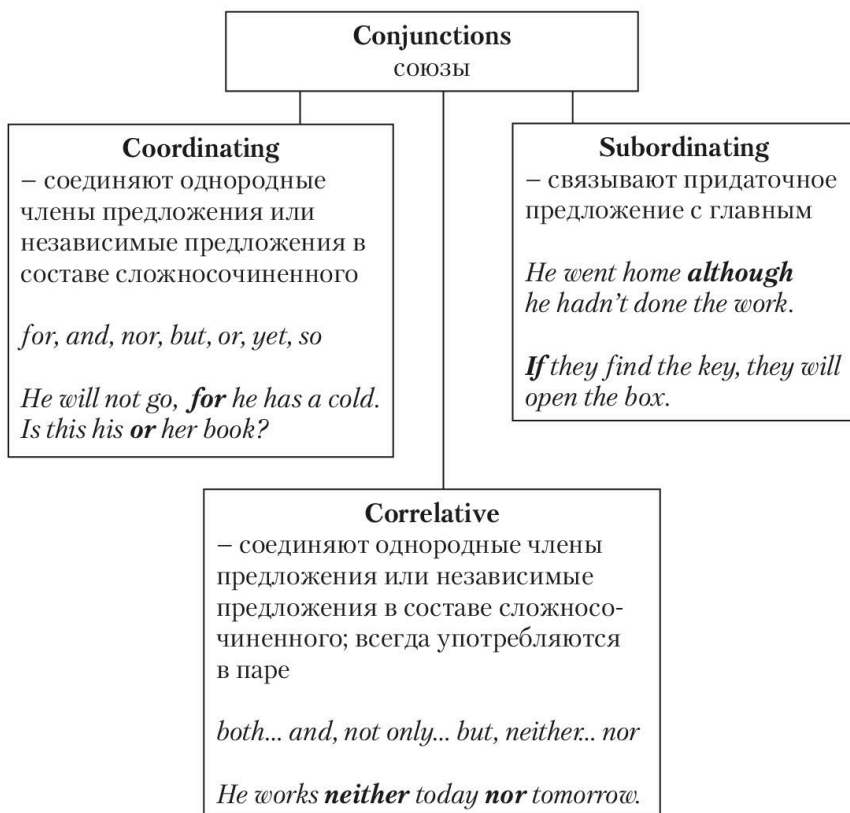 Conjunctions
союзы
Coordinating
– соединяют однородные
члены предложения или
независимые предложения в
составе сложносочиненного
for, and, nor, but, or, yet, so
He will not go, for he has a cold.
Is this his or her book?
Subordinating
– связывают придаточное
предложение с главным
He went home although
he hadn’t done the work.
If they find the key, they will
open the box.
Correlative
– соединяют однородные члены
предложения или независимые
предложения в составе сложносо-
чиненного; всегда употребляются
в паре
both... and, not only... but, neither... nor
He works neither today nor tomorrow.